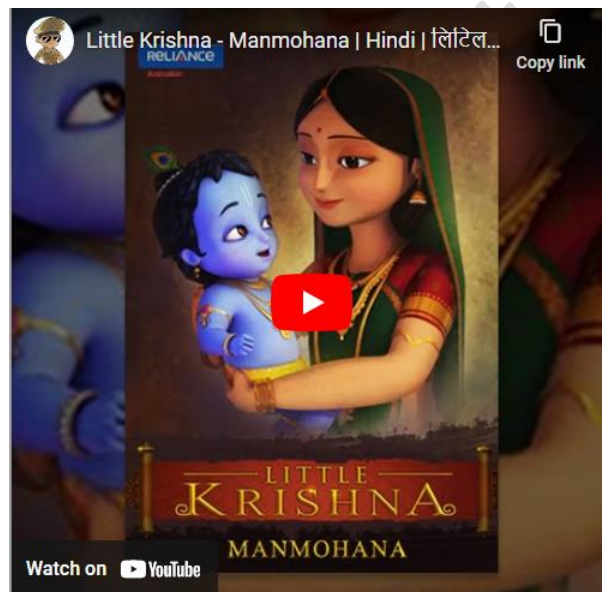 Little Krishna - Manmohana | Hindi | लिटिल...
Copy link
RELIANCE
Animation
LITTLE
KRISHNA
MANMOHANA
Watch on YouTube